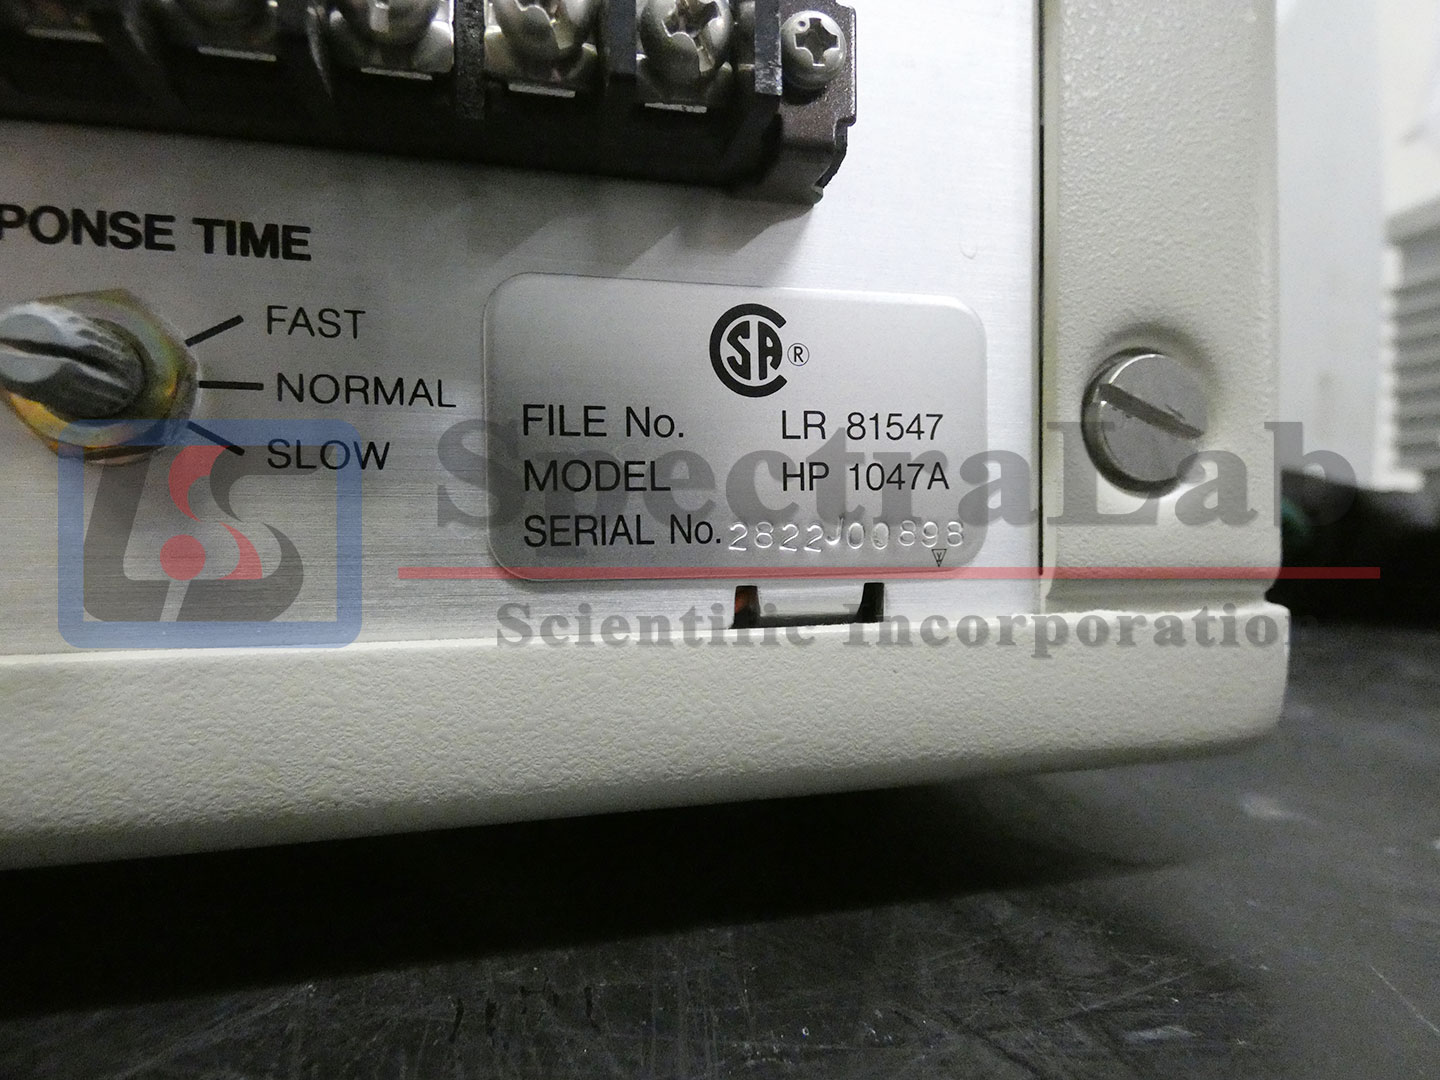 PONSE TIME
FAST
NORMAL
SLOW
CSA ®
FILE No. LR 81547
MODEL HP 1047A
SERIAL No. 2822J00898
LS SpectraLab
Scientific Incorporation